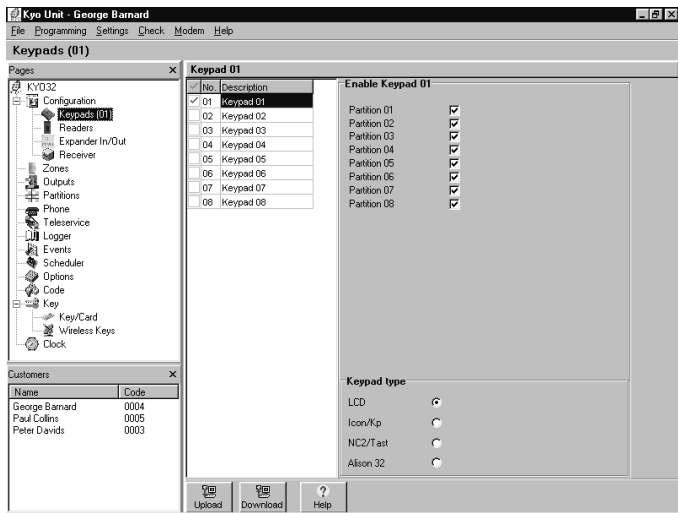 Kyo Unit - George Barnard
File Programming Settings Check Modem Help
Keypads (01)
Pages
KYO32
Configuration
Keypads (01)
Readers
Expander In/Out
Receiver
Zones
Outputs
Partitions
Phone
Teleservice
Logger
Events
Scheduler
Options
Code
Key
Key/Card
Wireless Keys
Clock
Customers
Name Code
George Barnard 0004
Paul Collins 0005
Peter Davids 0003
Keypad 01
No. Description
01 Keypad 01
02 Keypad 02
03 Keypad 03
04 Keypad 04
05 Keypad 05
06 Keypad 06
07 Keypad 07
08 Keypad 08
Enable Keypad 01
Partition 01
Partition 02
Partition 03
Partition 04
Partition 05
Partition 06
Partition 07
Partition 08
Keypad type
LCD
Icon/Kp
NC2/Tast
Alison 32
Upload Download Help